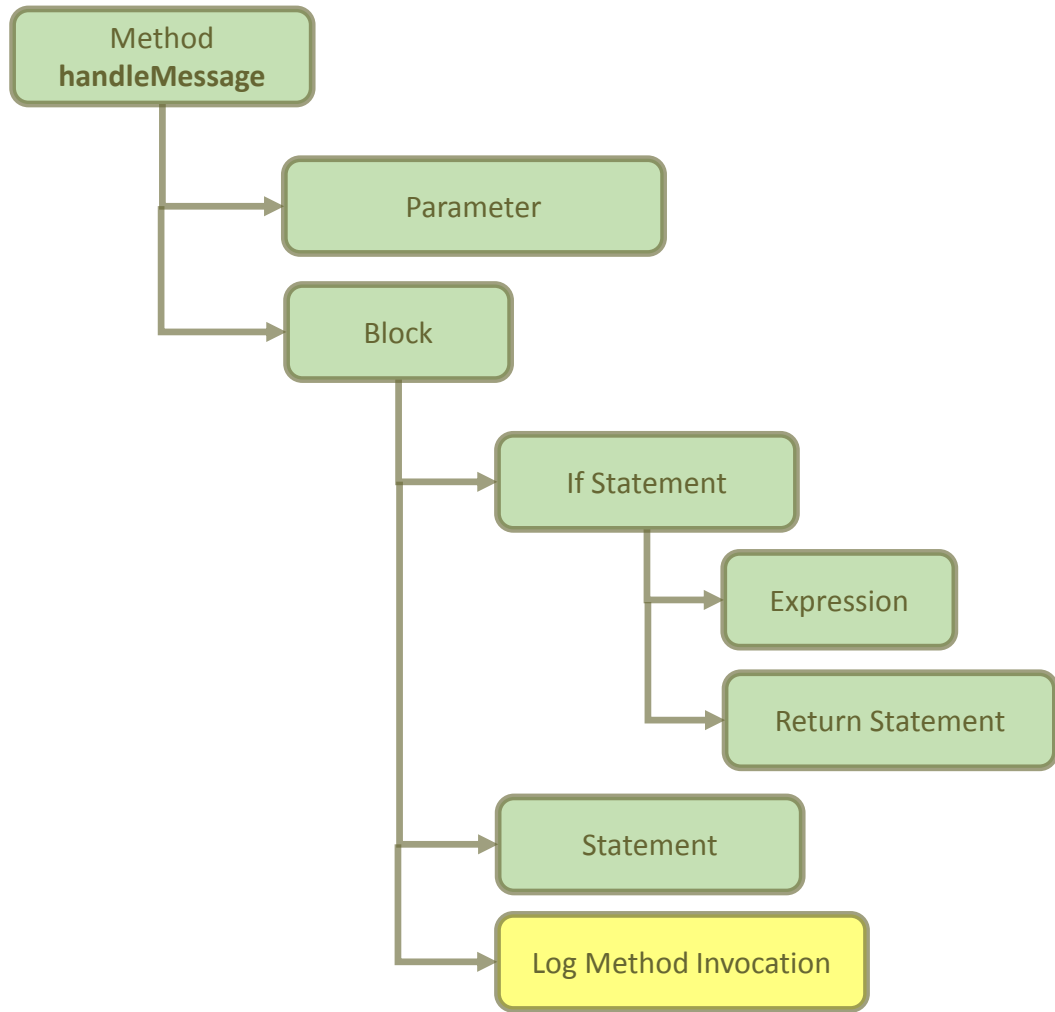 Method
handleMessage
Parameter
Block
If Statement
Expression
Return Statement
Statement
Log Method Invocation